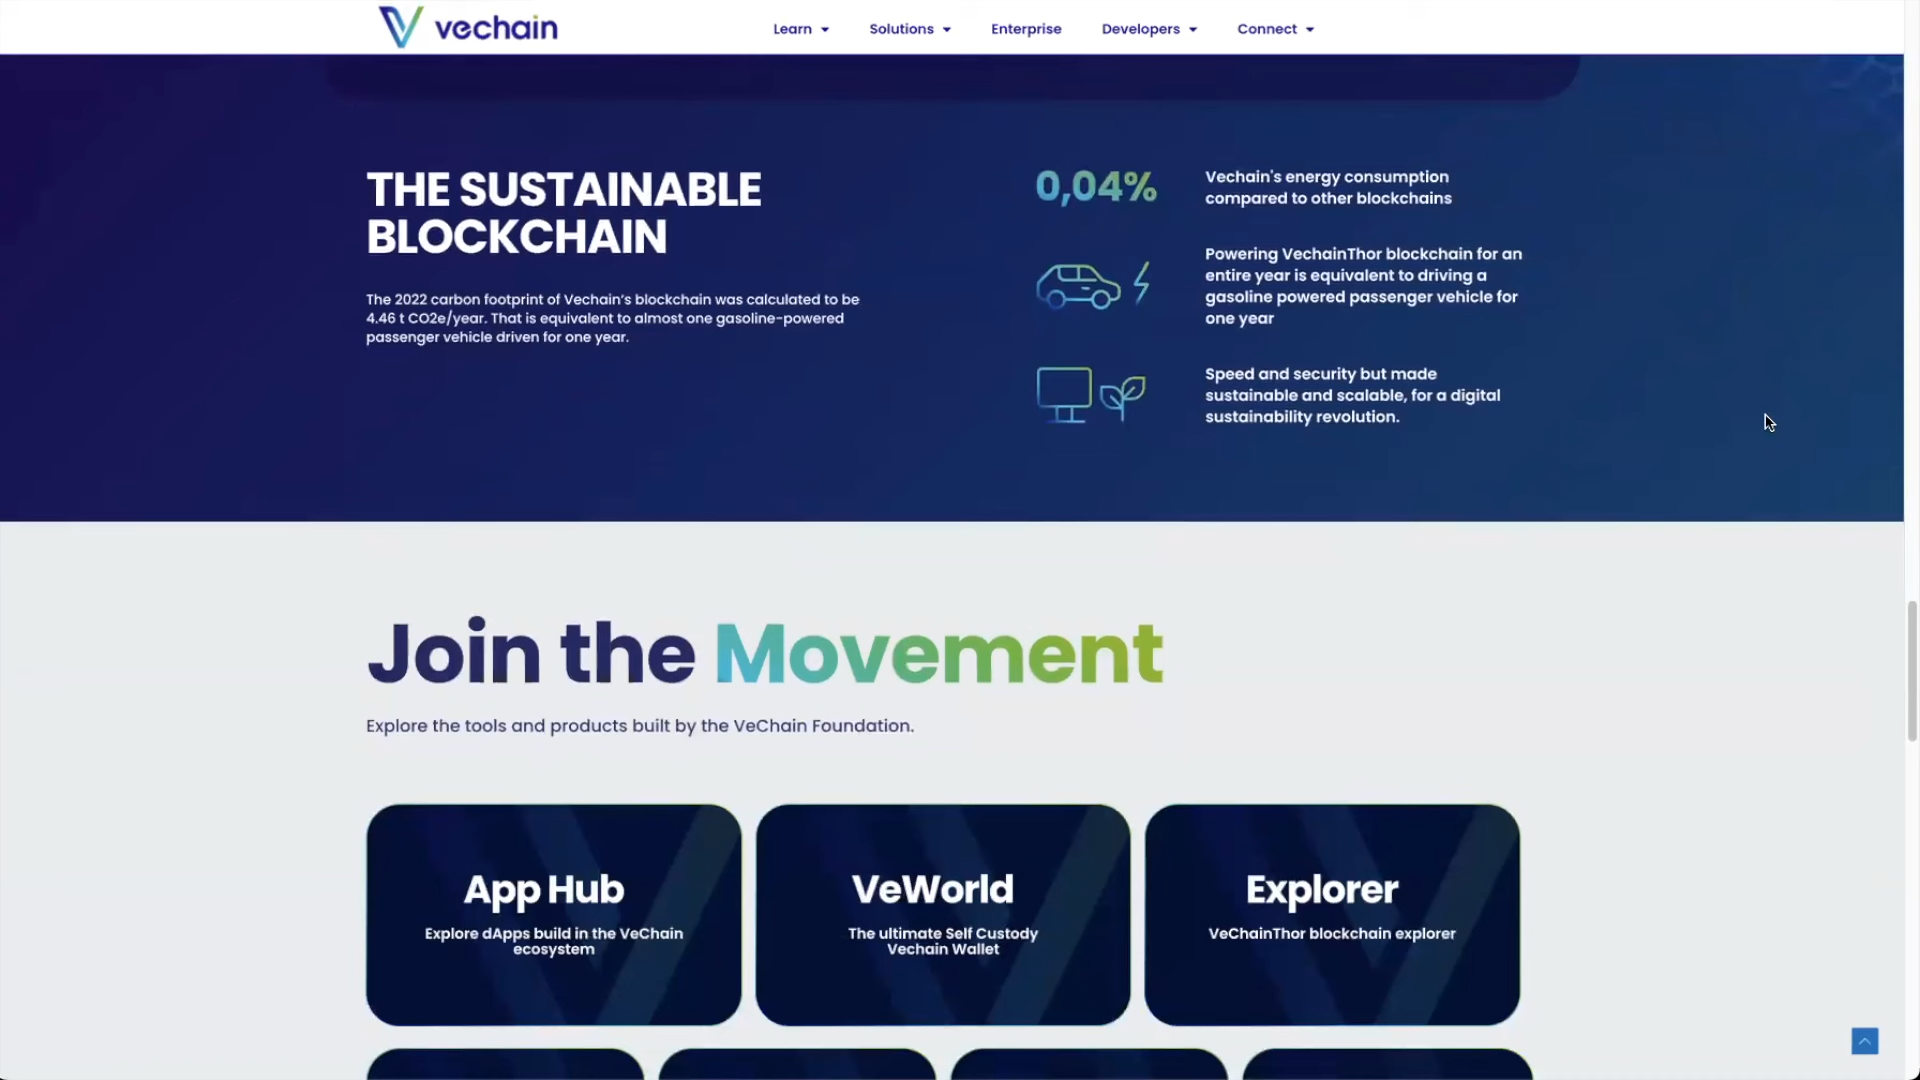 vechain
Learn
Solutions
Enterprise
Developers
Connect
THE SUSTAINABLE
BLOCKCHAIN
The 2022 carbon footprint of Vechain’s blockchain was calculated to be
4.46 t CO2e/year. That is equivalent to almost one gasoline-powered
passenger vehicle driven for one year.
0,04%
Vechain's energy consumption
compared to other blockchains
Powering VechainThor blockchain for an
entire year is equivalent to driving a
gasoline powered passenger vehicle for
one year
Speed and security but made
sustainable and scalable, for a digital
sustainability revolution.
Join the Movement
Explore the tools and products built by the VeChain Foundation.
App Hub
Explore dApps build in the VeChain
ecosystem
VeWorld
The ultimate Self Custody
Vechain Wallet
Explorer
VeChainThor blockchain explorer